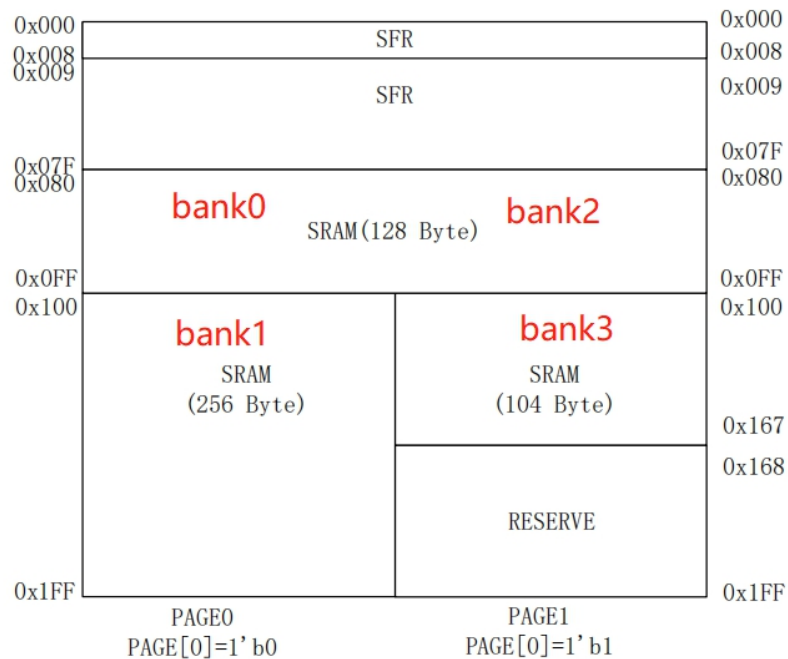 0x000 0x000
SFR
0x008 0x008
0x009 0x009
SFR
0x07F 0x07F
0x080 0x080
bank0 bank2
SRAM(128 Byte)
0x0FF 0x0FF
0x100 0x100
bank1 bank3
SRAM SRAM
(256 Byte) (104 Byte)
0x167
0x168
RESERVE
0x1FF 0x1FF
PAGE0 PAGE1
PAGE[0]=1'b0 PAGE[0]=1'b1